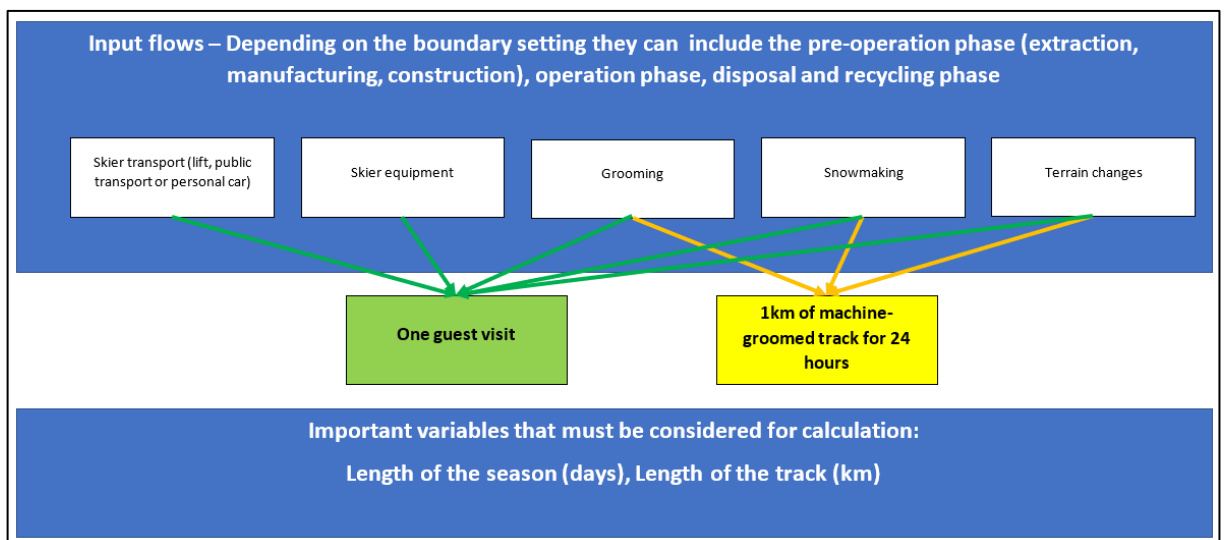 Input flows – Depending on the boundary setting they can  include the pre-operation phase (extraction,
manufacturing, construction), operation phase, disposal and recycling phase
Skier transport (lift, public
transport or personal car)
Skier equipment
Grooming
Snowmaking
Terrain changes
One guest visit
1km of machine-
groomed track for 24
hours
Important variables that must be considered for calculation:
Length of the season (days), Length of the track (km)